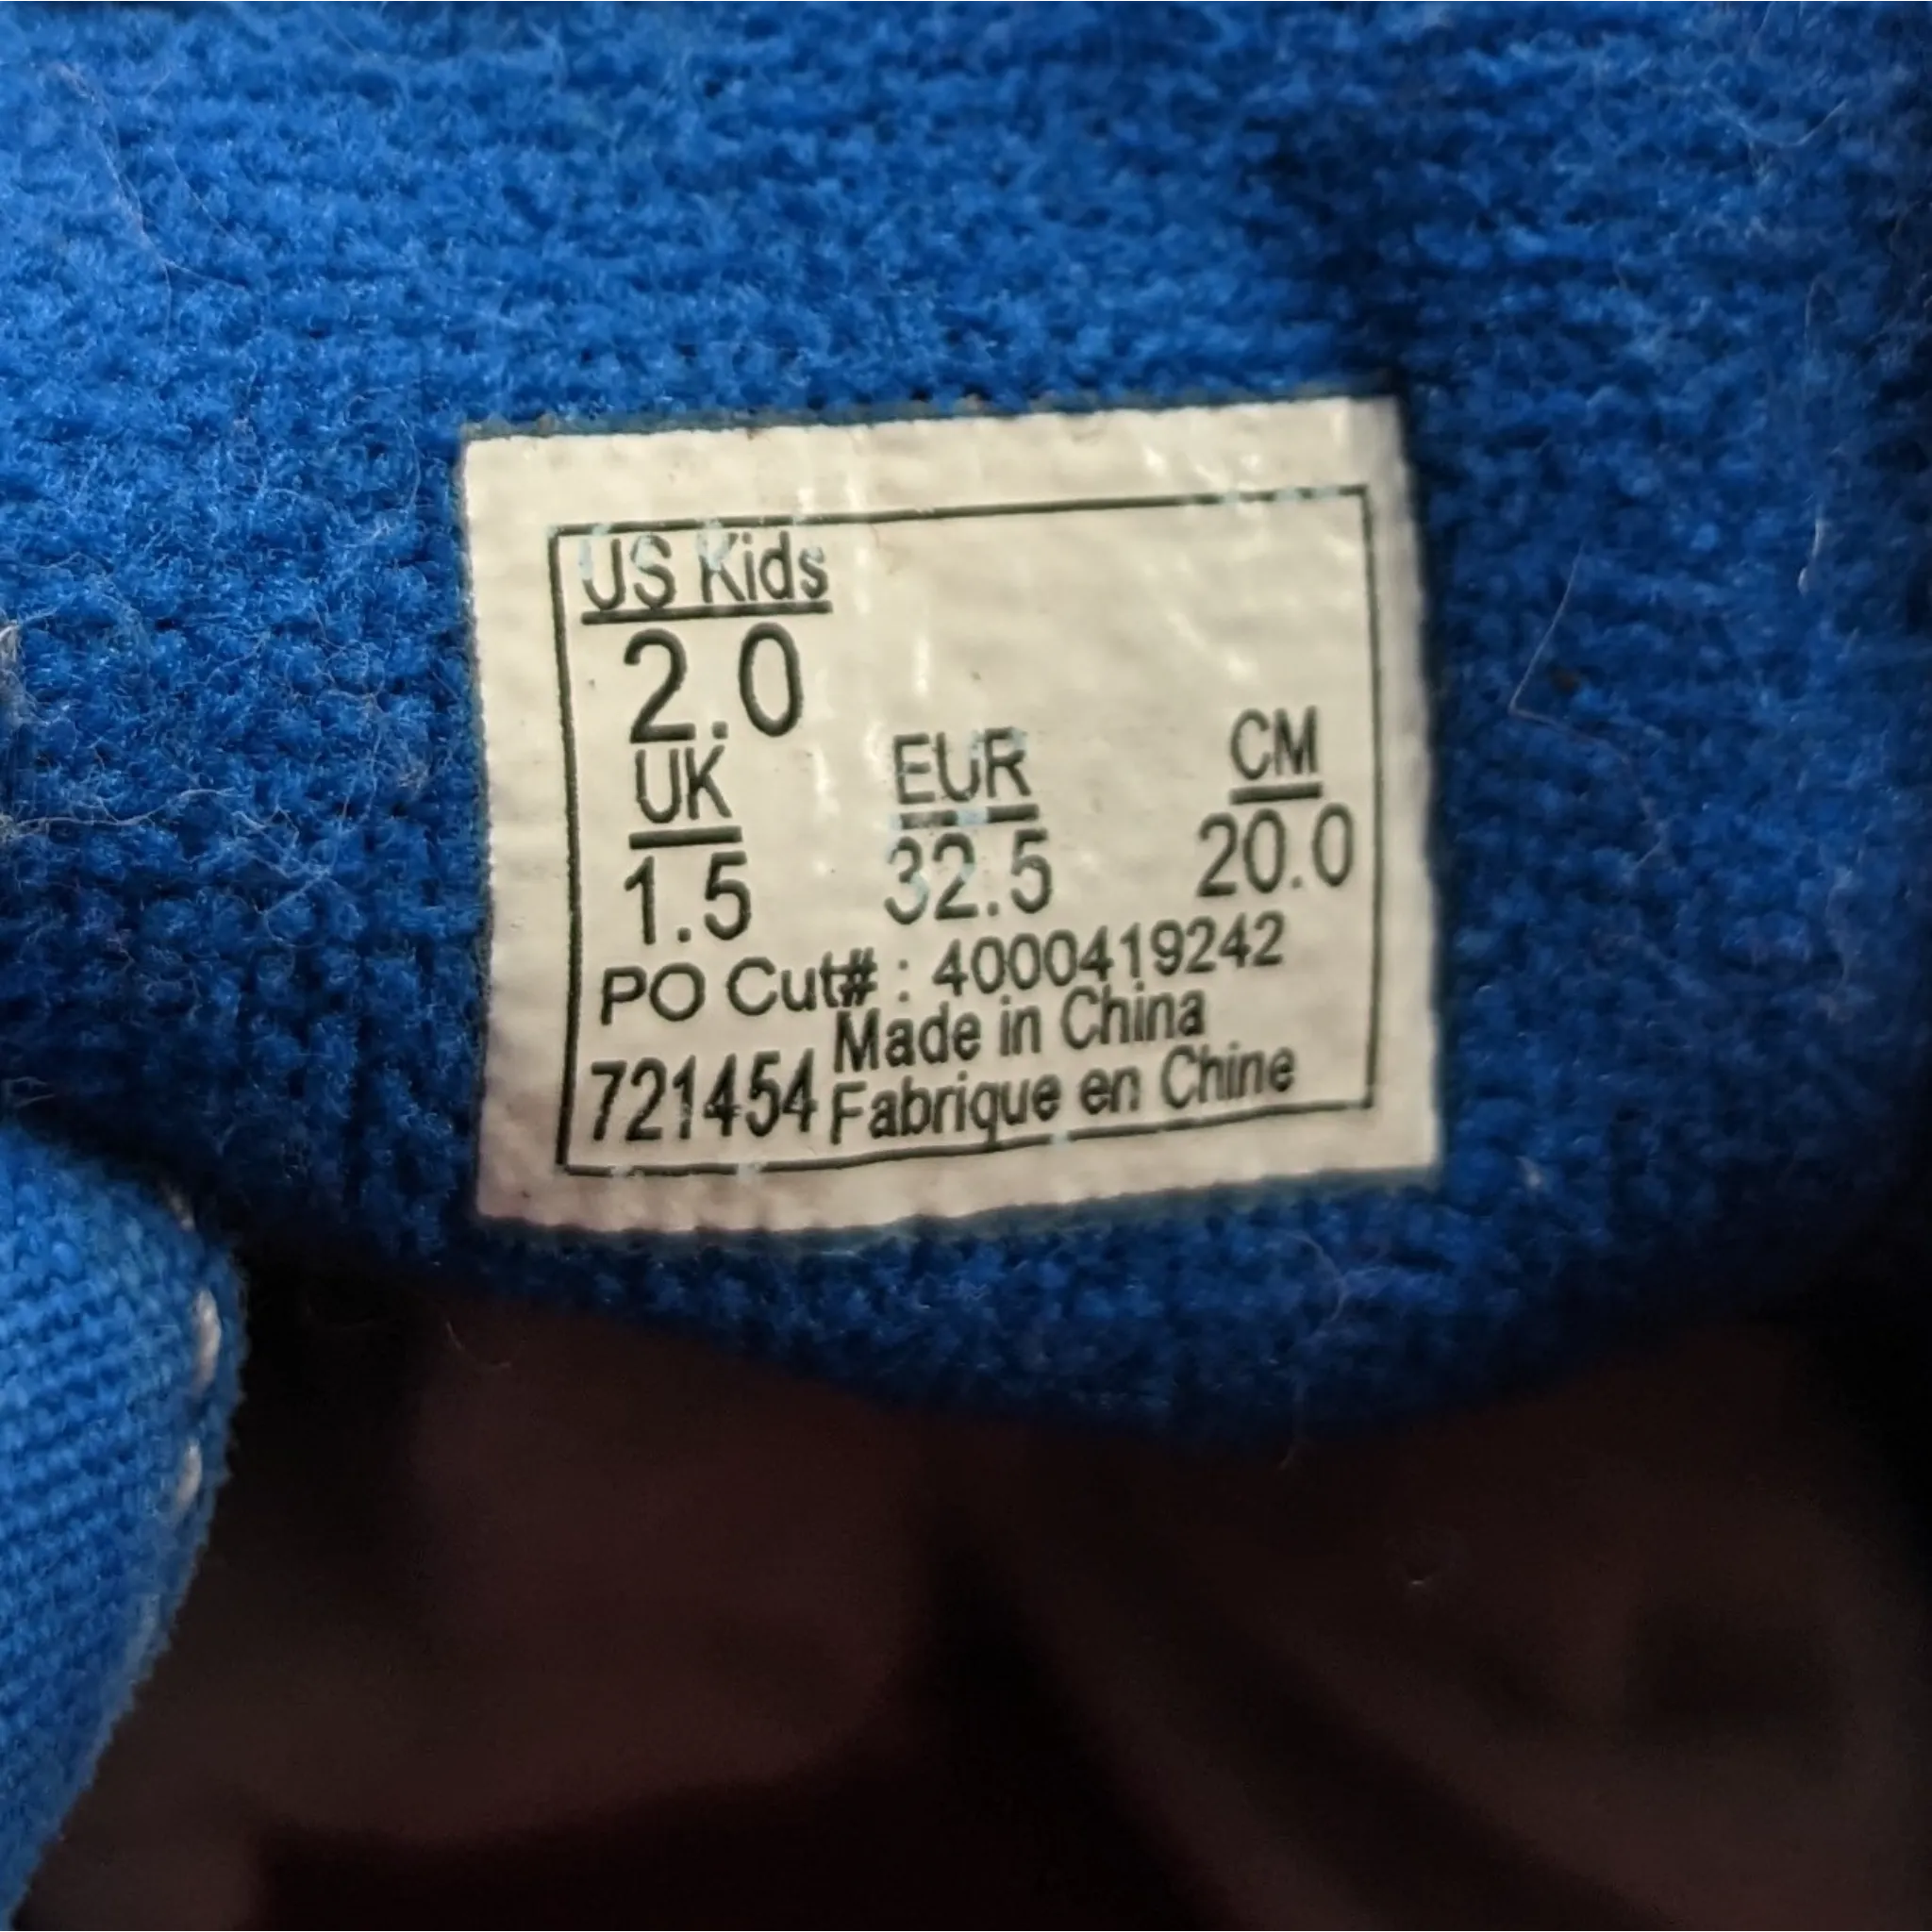 US Kids
2.0
UK EUR CM
1.5 32.5 20.0
PO Cut# : 4000419242
Made in China
721454 Fabrique en Chine